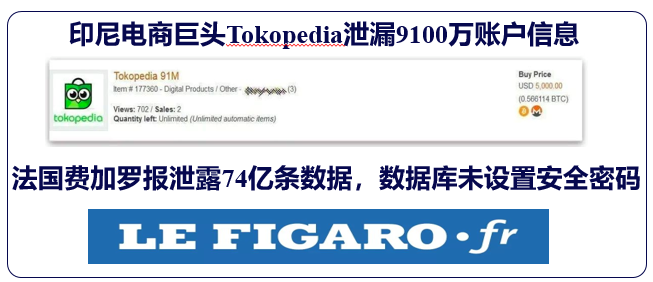 印尼电商巨头Tokopedia泄漏9100万账户信息
Tokopedia 91M
Item # 177360 - Digital Products / Other - (3)
Views: 702 / Sales: 2
Quantity left: Unlimited (Unlimited automatic items)
tokopedia
Buy Price
USD 5,000.00
(0.566114 BTC)
法国费加罗报泄露74亿条数据，数据库未设置安全密码
LE FIGARO·fr